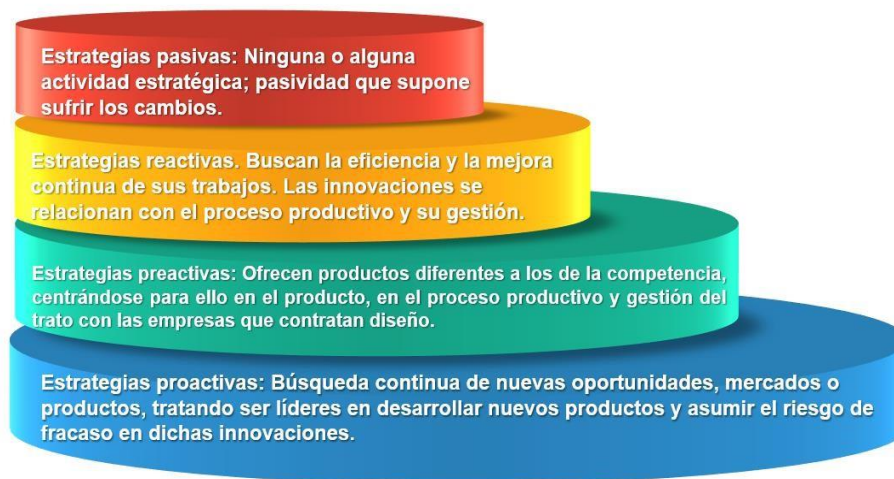 Estrategias pasivas: Ninguna o alguna
actividad estratégica; pasividad que supone
sufrir los cambios.
Estrategias reactivas. Buscan la eficiencia y la mejora
continua de sus trabajos. Las innovaciones se
relacionan con el proceso productivo y su gestión.
Estrategias preactivas: Ofrecen productos diferentes a los de la competencia,
centrándose para ello en el producto, en el proceso productivo y gestión del
trato con las empresas que contratan diseño.
Estrategias proactivas: Búsqueda continua de nuevas oportunidades, mercados o
productos, tratando ser líderes en desarrollar nuevos productos y asumir el riesgo de
fracaso en dichas innovaciones.